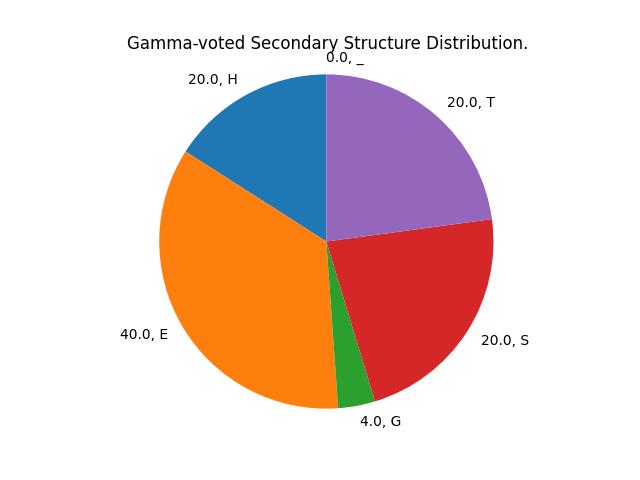 Gamma-voted Secondary Structure Distribution.
0.0, _
20.0, H
20.0, T
40.0, E
20.0, S
4.0, G